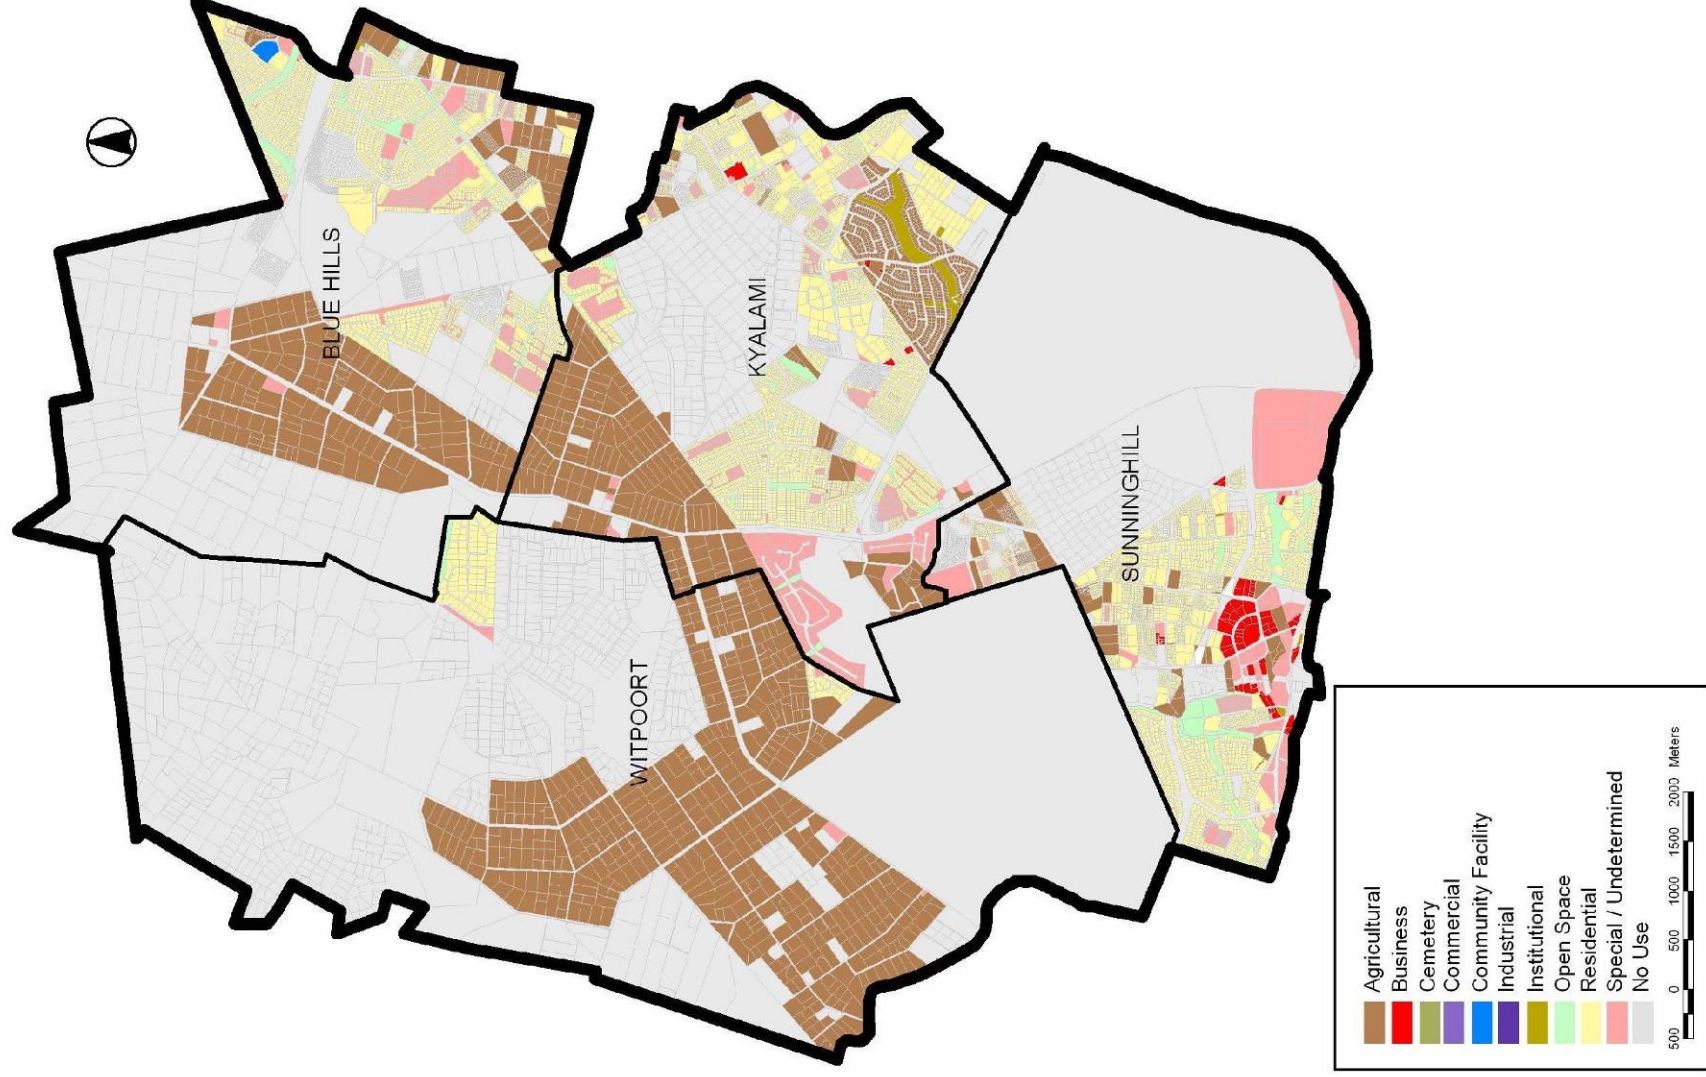 BLUE HILLS
KYALAMI
WITPOORT
SUNNINGHILL
Agricultural
Business
Cemetery
Commercial
Community Facility
Industrial
Institutional
Open Space
Residential
Special / Undetermined
No Use
500 0 500 1000 1500 2000 Meters